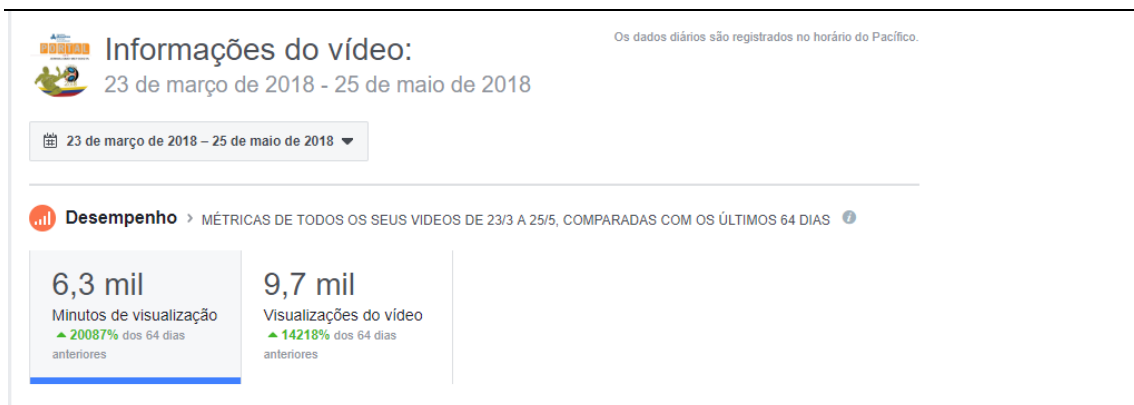 PORTAL
Informações do vídeo:
Os dados diários são registrados no horário do Pacífico.
23 de março de 2018 - 25 de maio de 2018
23 de março de 2018 – 25 de maio de 2018
Desempenho > MÉTRICAS DE TODOS OS SEUS VIDEOS DE 23/3 A 25/5, COMPARADAS COM OS ÚLTIMOS 64 DIAS
6,3 mil
Minutos de visualização
20087% dos 64 dias
anteriores
9,7 mil
Visualizações do vídeo
14218% dos 64 dias
anteriores